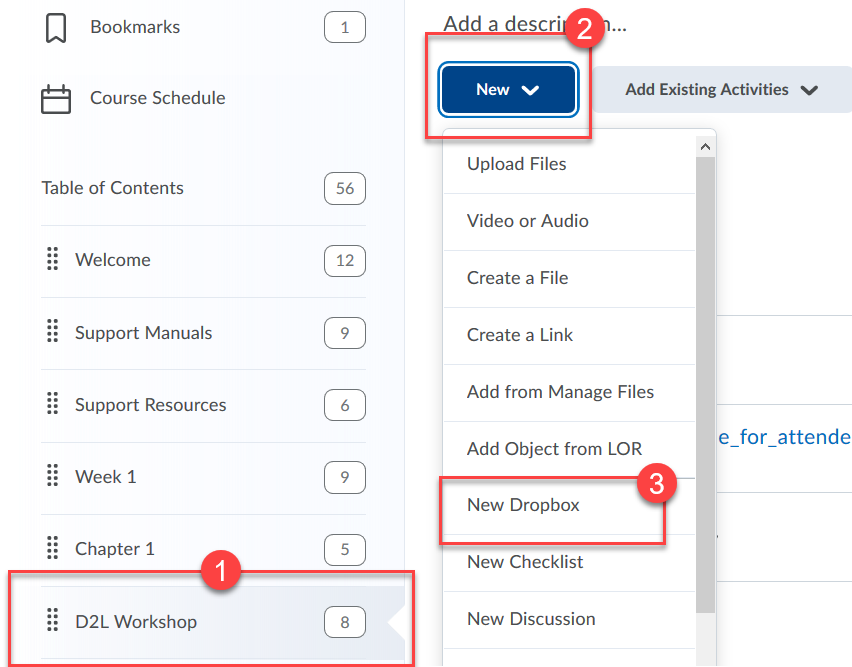 Bookmarks 1
Course Schedule
Table of Contents 56
Welcome 12
Support Manuals 9
Support Resources 6
Week 1 9
Chapter 1 5
1
D2L Workshop 8
Add a descri n...
2
New
Add Existing Activities
Upload Files
Video or Audio
Create a File
Create a Link
Add from Manage Files
Add Object from LOR
3
New Dropbox
New Checklist
New Discussion
e_for_attende